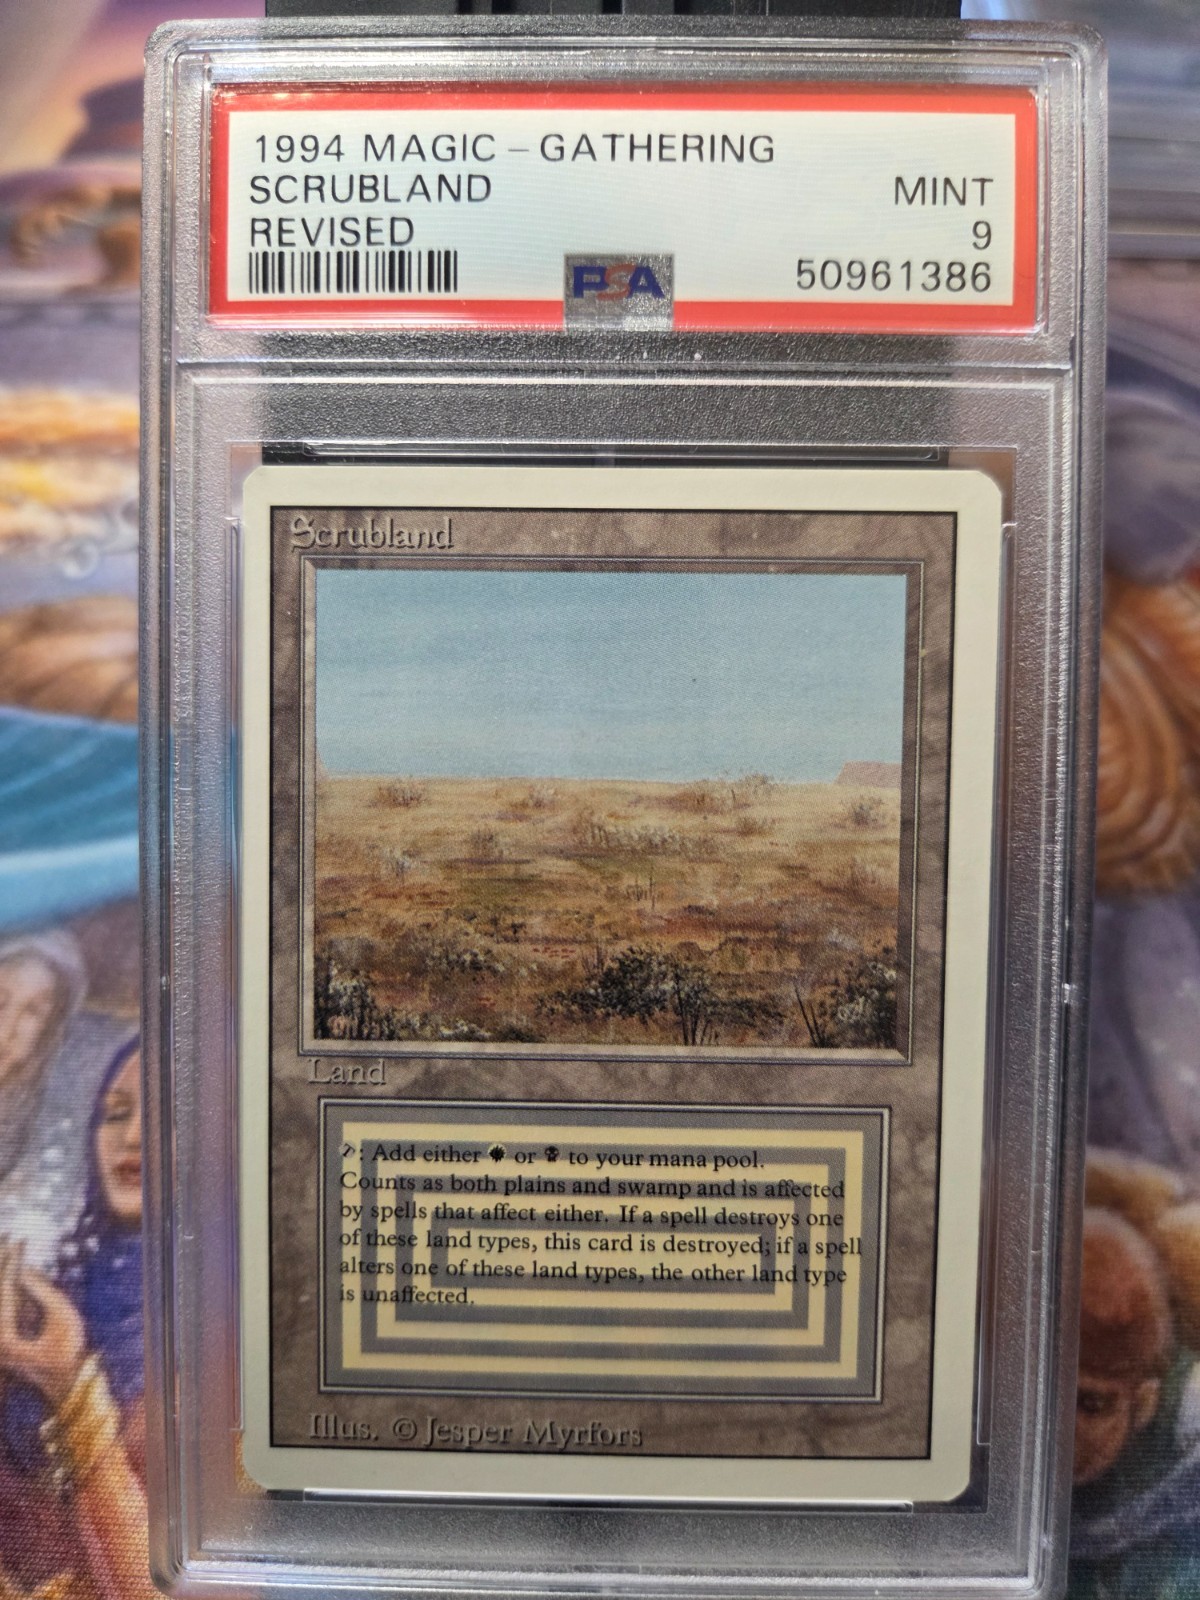 1994 MAGIC - GATHERING
SCRUBLAND
REVISED
MINT
9
50961386
PSA
Scrubland
Land
: Add either or to your mana pool.
Counts as both plains and swamp and is affected
by spells that affect either. If a spell destroys one
of these land types, this card is destroyed; if a spell
alters one of these land types, the other land type
is unaffected.
Illus. © Jesper Myrfors